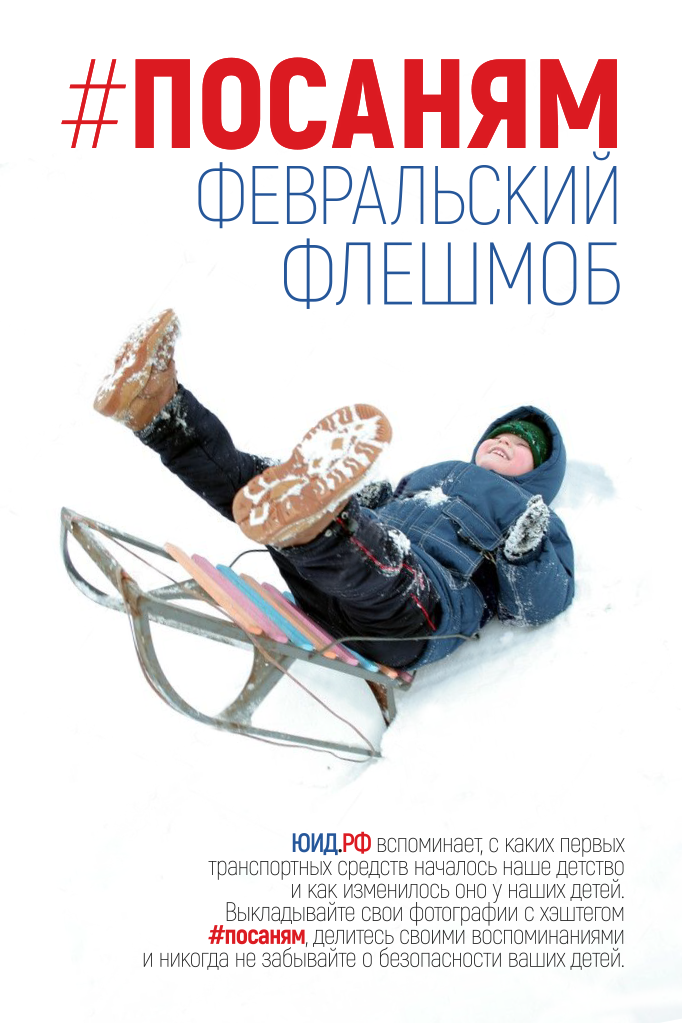 #ПОСАНЯМ
ФЕВРАЛЬСКИЙ
ФЛЕШМОБ
ЮИД.РФ вспоминает, с каких первых
транспортных средств началось наше детство
и как изменилось оно у наших детей.
Выкладывайте свои фотографии с хэштегом
#посаням, делитесь своими воспоминаниями
и никогда не забывайте о безопасности ваших детей.